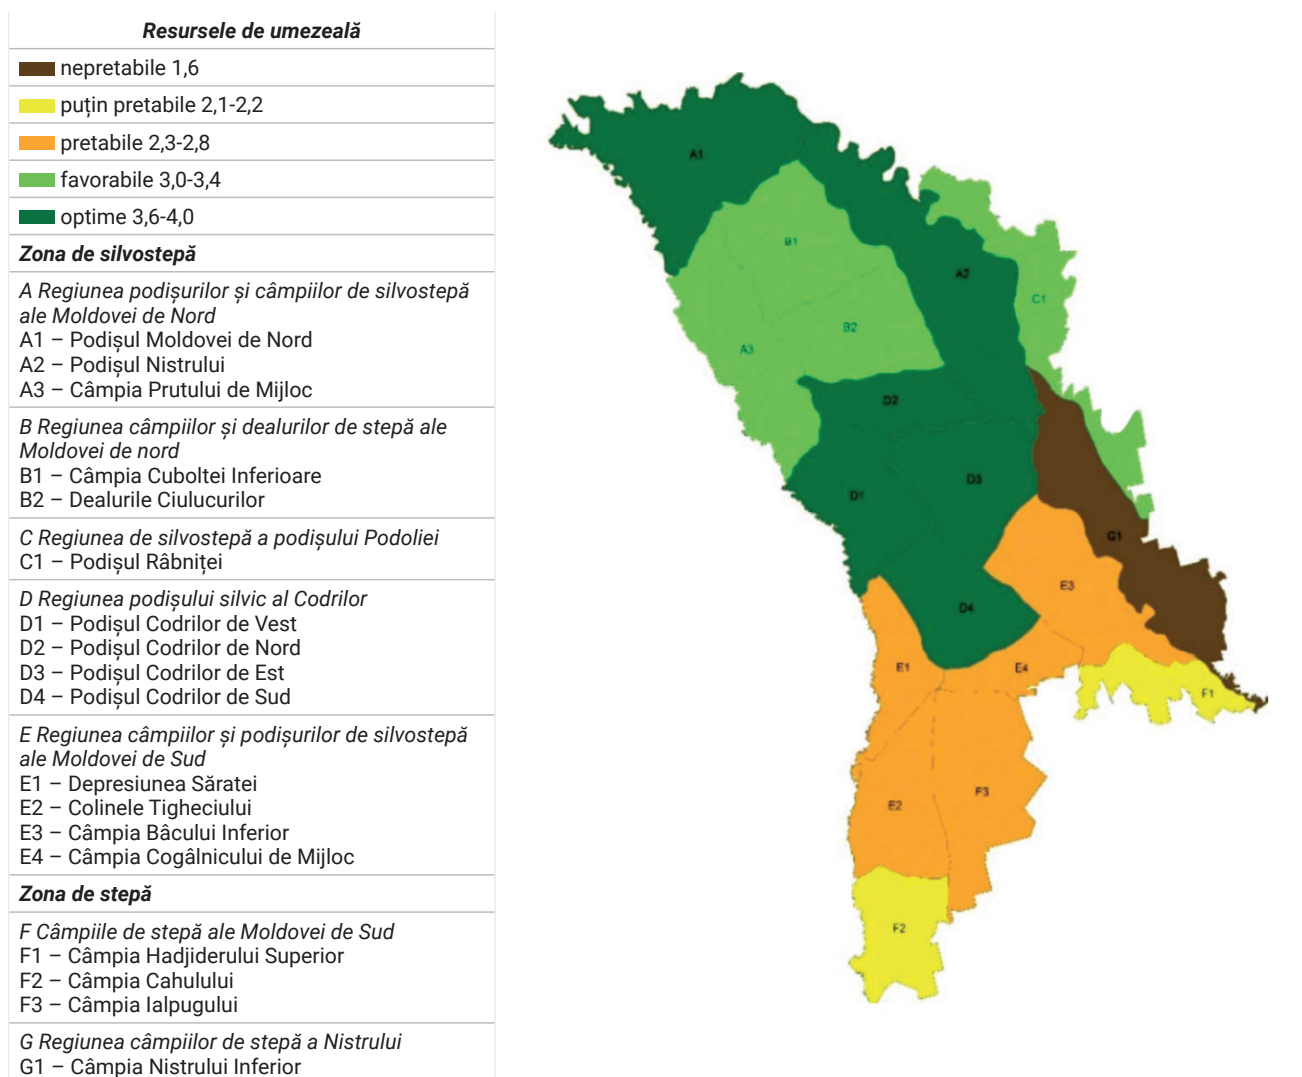 Resursele de umezeală
nepretabile 1,6
puțin pretabile 2,1-2,2
pretabile 2,3-2,8
favorabile 3,0-3,4
optime 3,6-4,0
Zona de silvostepă
A Regiunea podișurilor și câmpiilor de silvostepă
ale Moldovei de Nord
A1 – Podișul Moldovei de Nord
A2 – Podișul Nistrului
A3 – Câmpia Prutului de Mijloc
B Regiunea câmpiilor și dealurilor de stepă ale
Moldovei de nord
B1 – Câmpia Cuboltei Inferioare
B2 – Dealurile Ciulucurilor
C Regiunea de silvostepă a podișului Podoliei
C1 – Podișul Râbniței
D Regiunea podișului silvic al Codrilor
D1 – Podișul Codrilor de Vest
D2 – Podișul Codrilor de Nord
D3 – Podișul Codrilor de Est
D4 – Podișul Codrilor de Sud
E Regiunea câmpiilor și podișurilor de silvostepă
ale Moldovei de Sud
E1 – Depresiunea Săratei
E2 – Colinele Tigheciului
E3 – Câmpia Bâcului Inferior
E4 – Câmpia Cogâlnicului de Mijloc
Zona de stepă
F Câmpiile de stepă ale Moldovei de Sud
F1 – Câmpia Hadjiderului Superior
F2 – Câmpia Cahulului
F3 – Câmpia Ialpugului
G Regiunea câmpiilor de stepă a Nistrului
G1 – Câmpia Nistrului Inferior
A1
B1
A2
C1
B2
A3
D2
D3
D1
G1
E3
D4
E1
E4
F1
F3
E2
F2